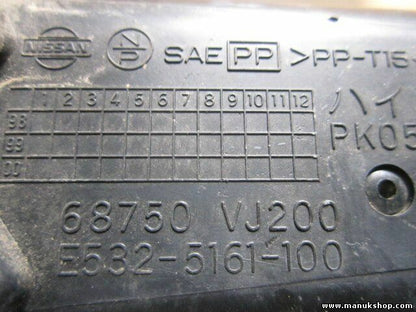 NISSAN NP SAE PP >PP-T15
1 2 3 4 5 6 7 8 9 10 11 12
98
99
00
ハイ
PK05
68750 VJ200
E532-5161-100
www.manukshop.com